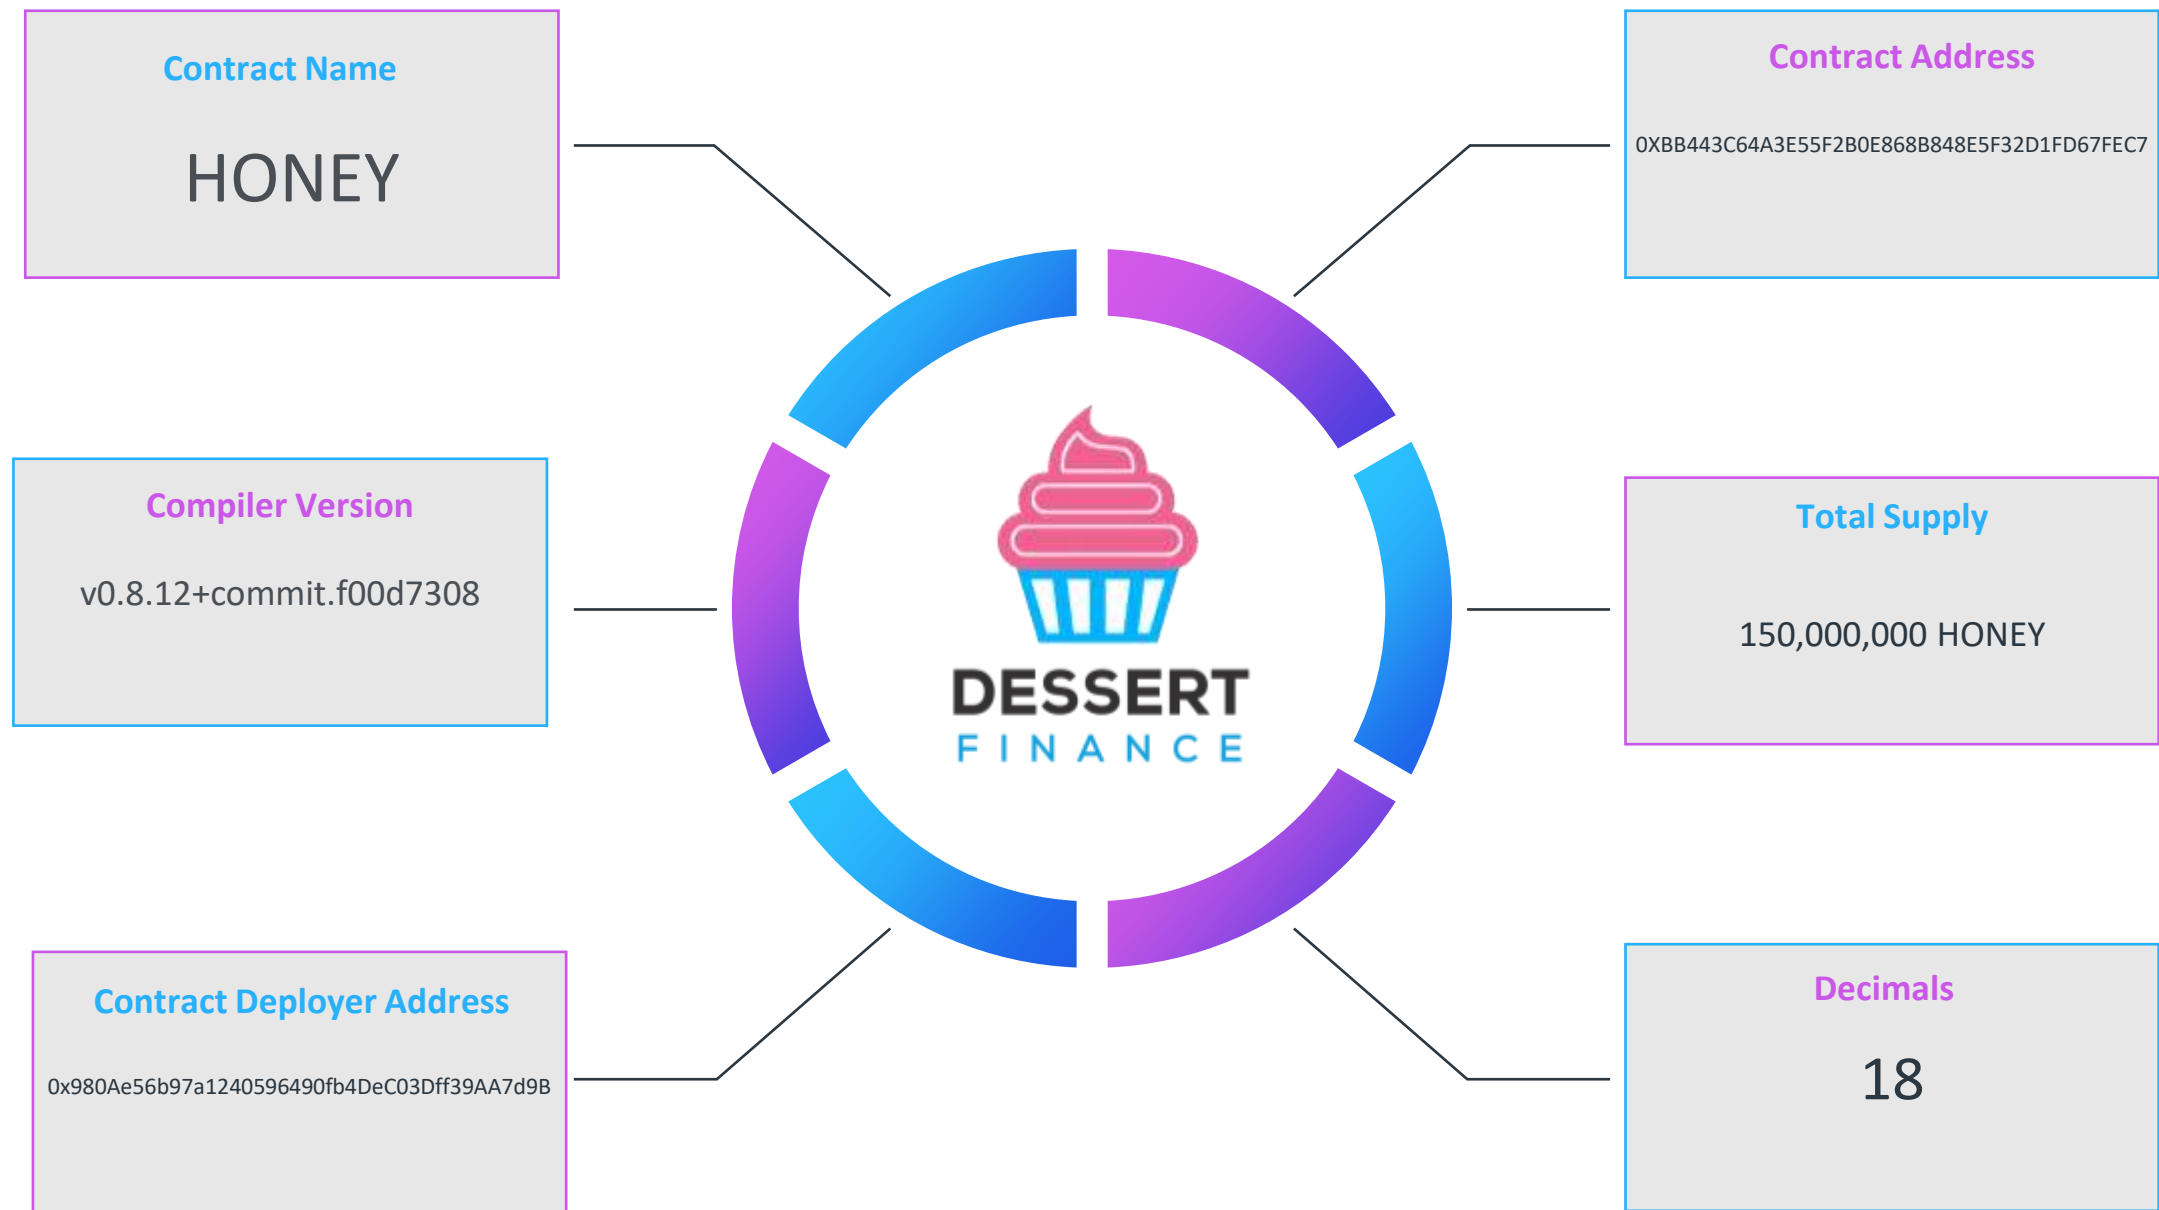 Contract Name
HONEY
Contract Address
0XBB443C64A3E55F2B0E868B848E5F32D1FD67FEC7
Compiler Version
v0.8.12+commit.f00d7308
Total Supply
150,000,000 HONEY
DESSERT
FINANCE
Contract Deployer Address
0x980Ae56b97a1240596490fb4DeC03Dff39AA7d9B
Decimals
18